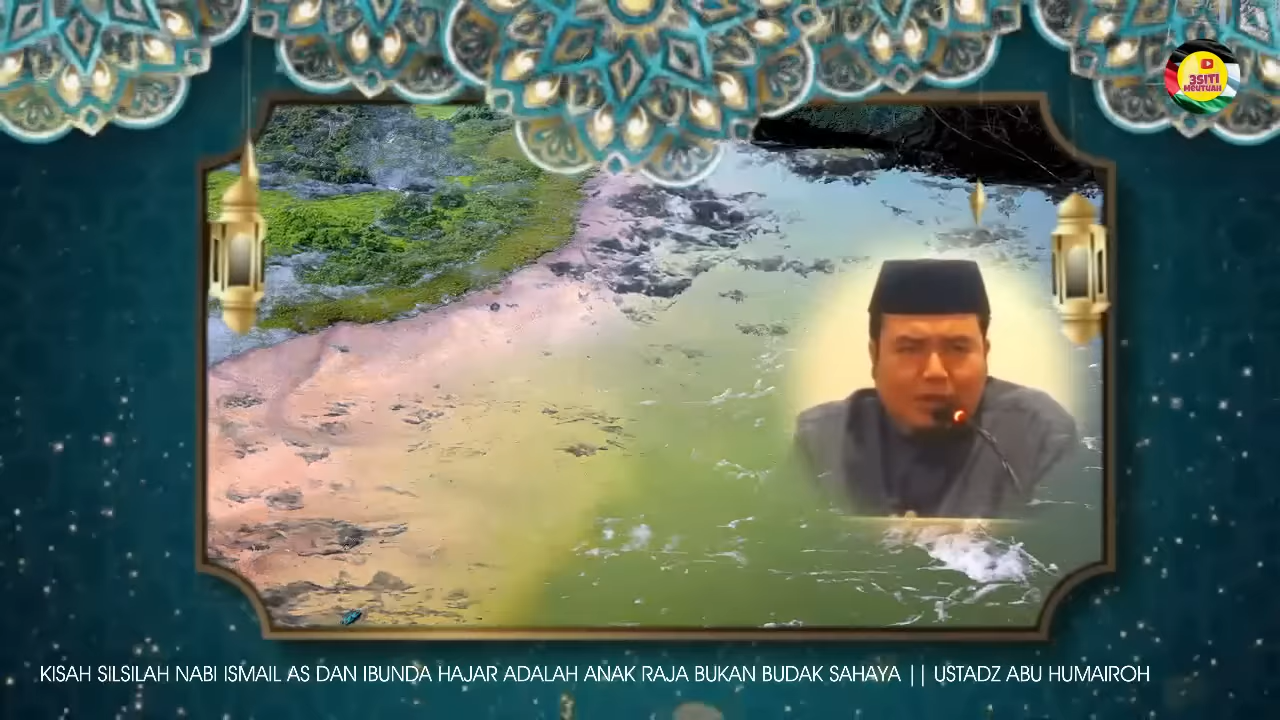 3SITI
MEUTUAH
KISAH SILSILAH NABI ISMAIL AS DAN IBUNDA HAJAR ADALAH ANAK RAJA BUKAN BUDAK SAHAYA || USTADZ ABU HUMAIROH